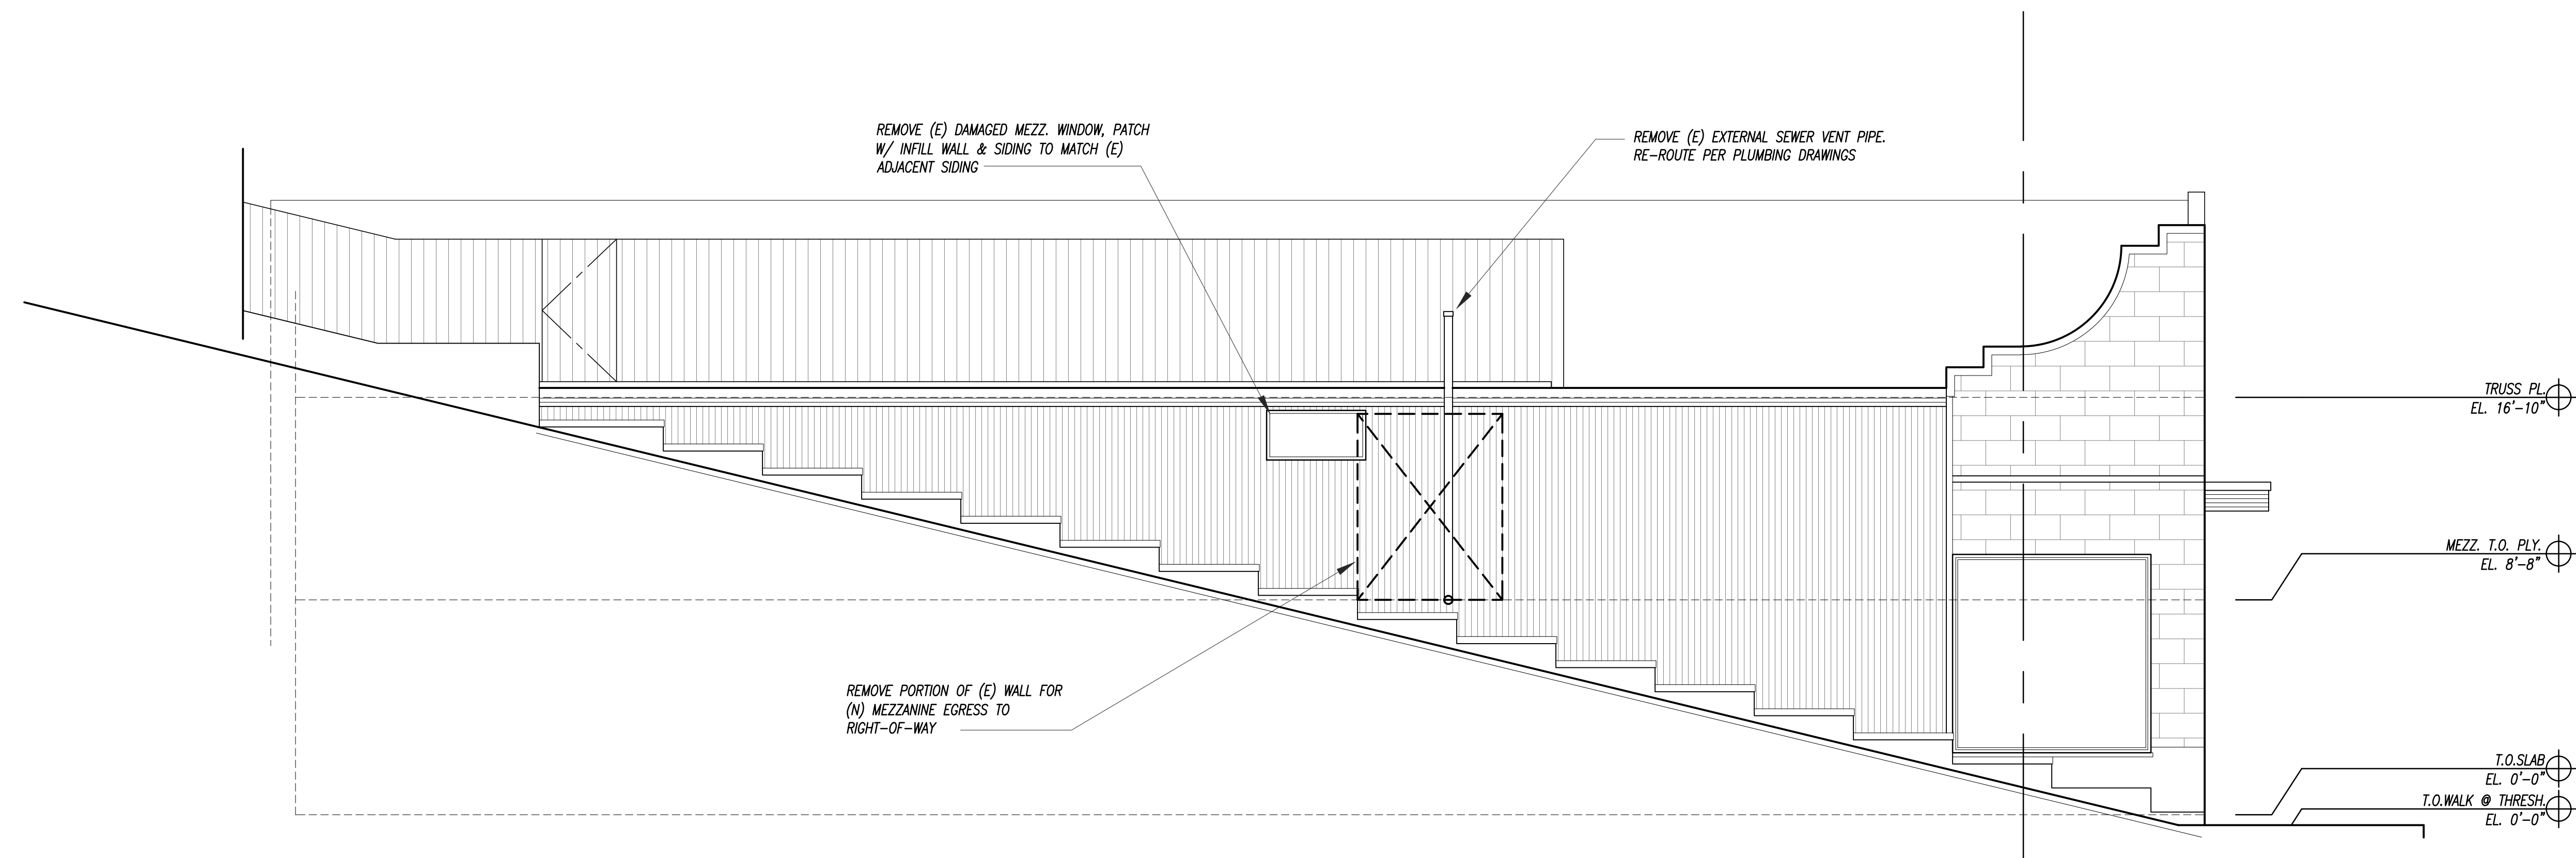 REMOVE (E) DAMAGED MEZZ. WINDOW, PATCH
W/ INFILL WALL & SIDING TO MATCH (E)
ADJACENT SIDING
REMOVE (E) EXTERNAL SEWER VENT PIPE.
RE-ROUTE PER PLUMBING DRAWINGS
TRUSS PL.
EL. 16'-10"
MEZZ. T.O. PLY.
EL. 8'-8"
REMOVE PORTION OF (E) WALL FOR
(N) MEZZANINE EGRESS TO
RIGHT-OF-WAY
T.O.SLAB
EL. 0'-0"
T.O.WALK @ THRESH.
EL. 0'-0"